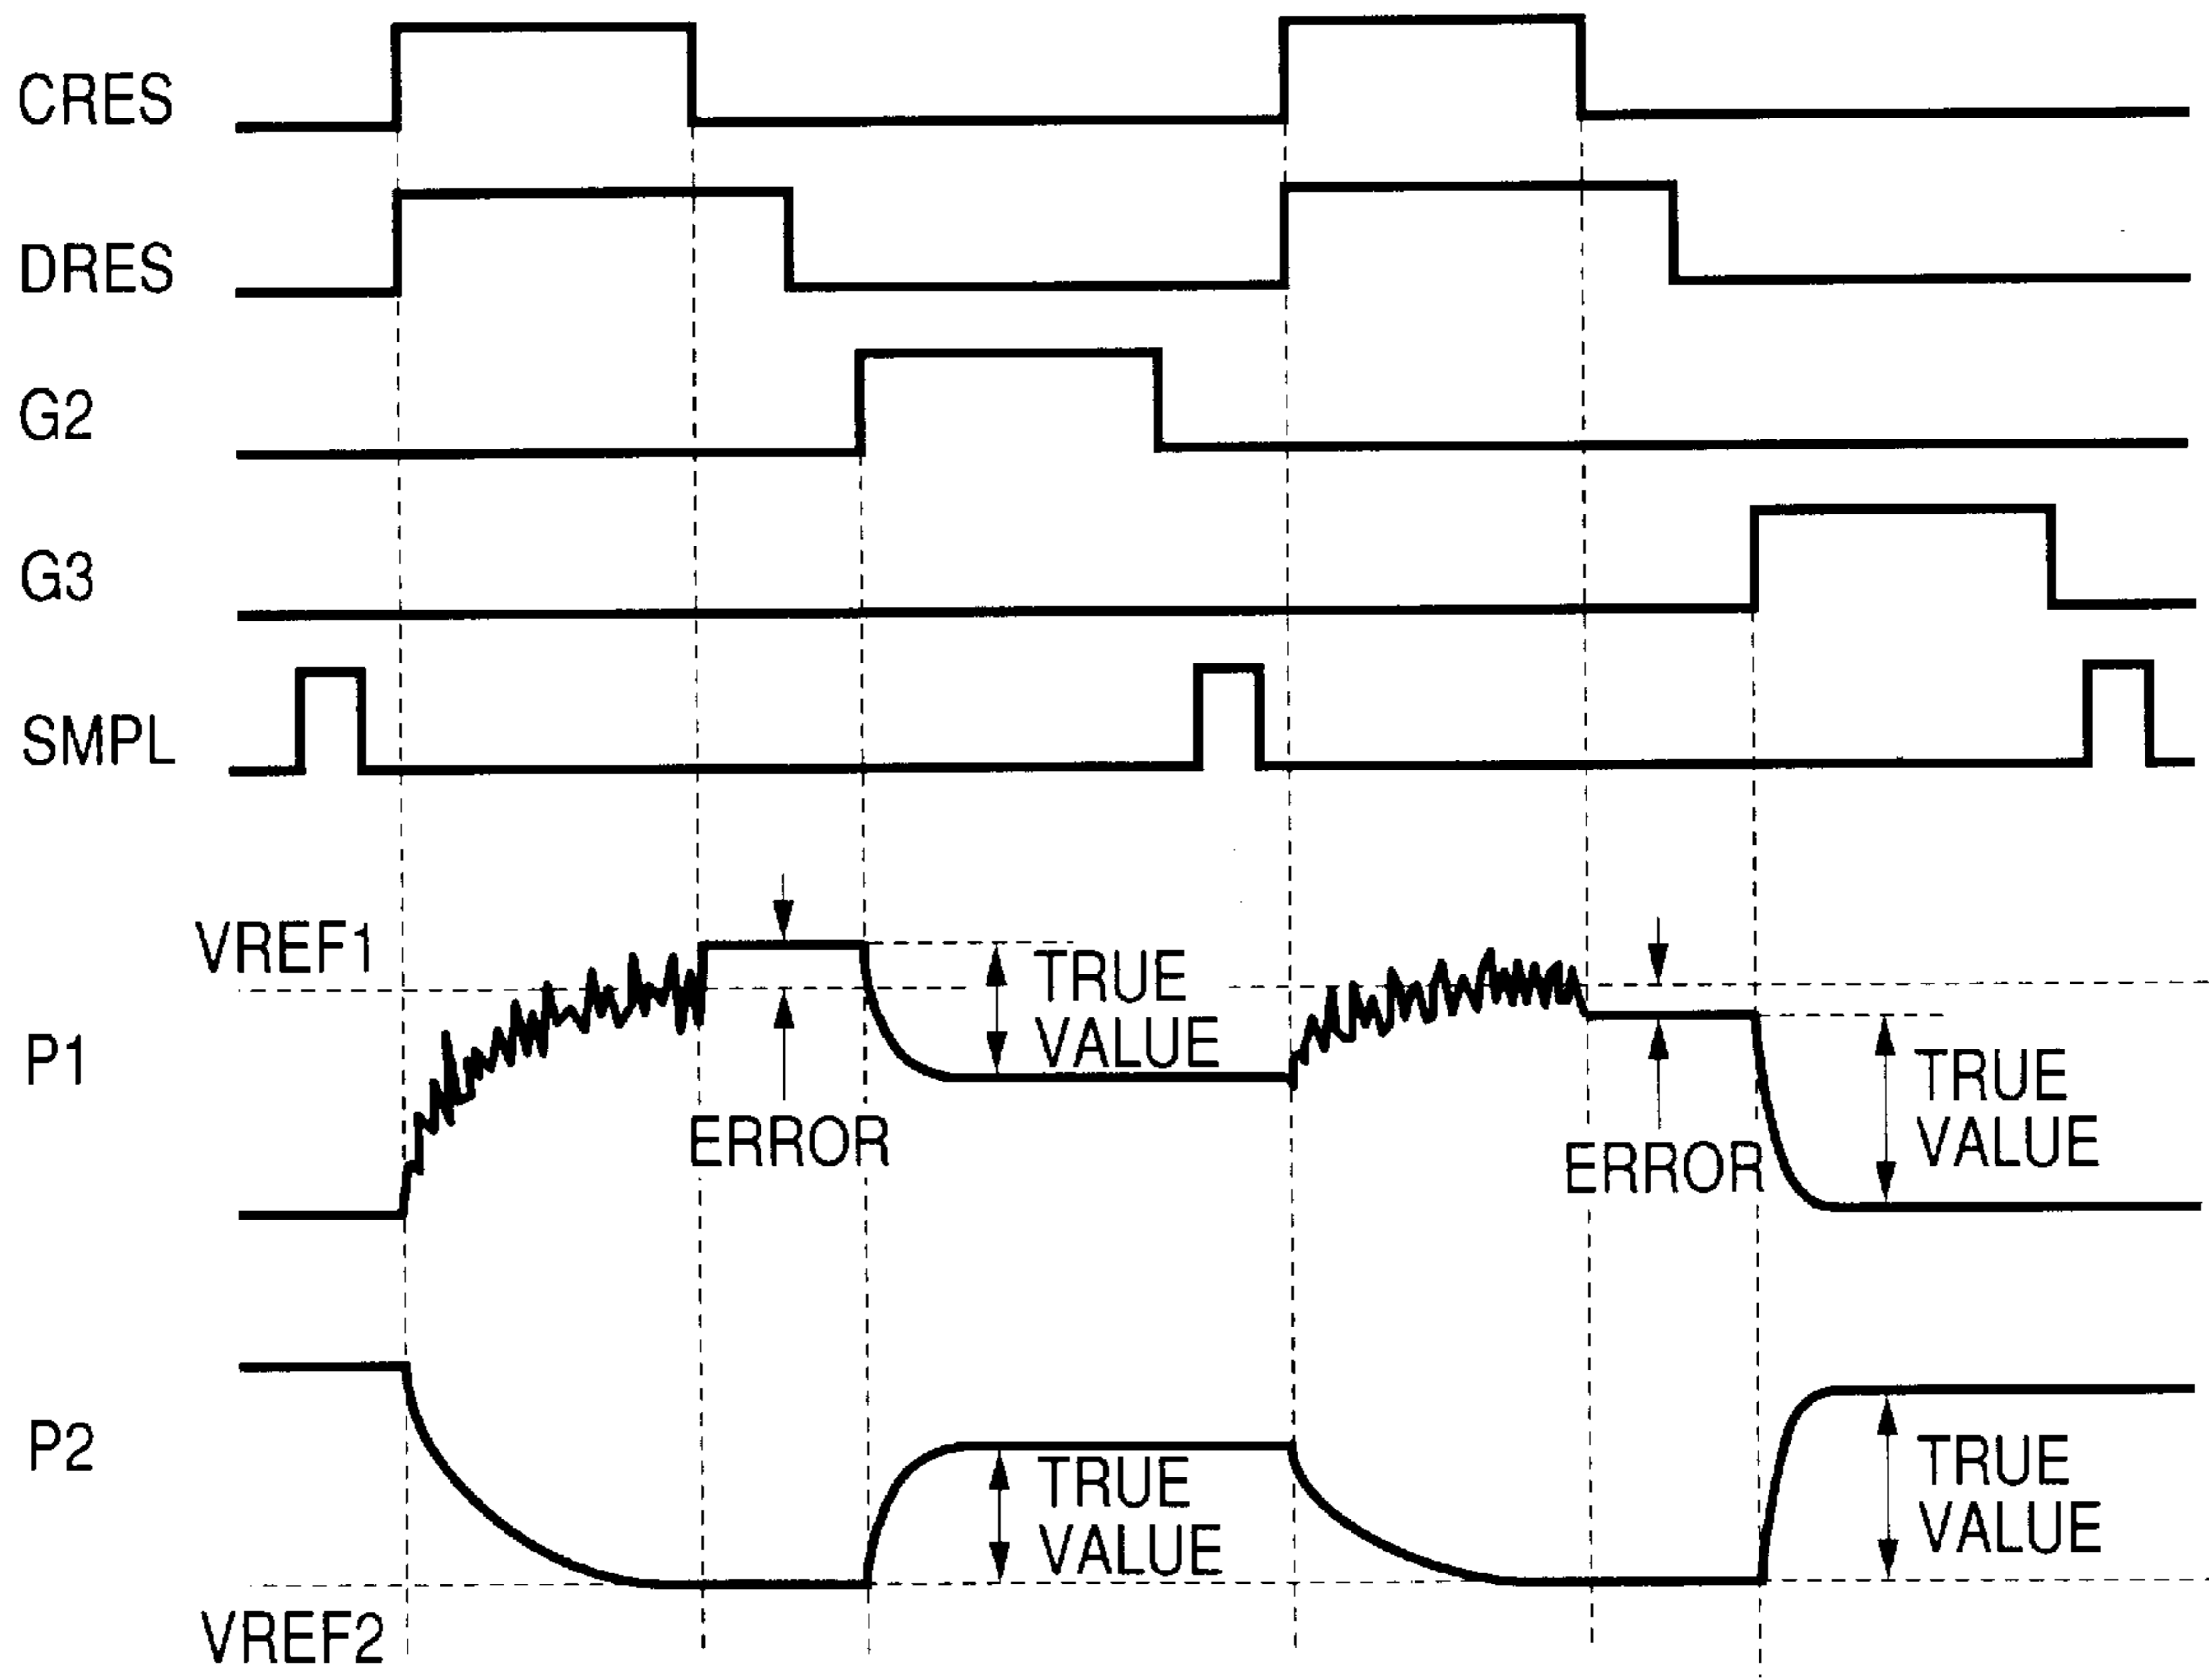 CRES
DRES
G2
G3
SMPL
VREF1
P1
ERROR
TRUE
VALUE
ERROR
TRUE
VALUE
P2
TRUE
VALUE
TRUE
VALUE
VREF2